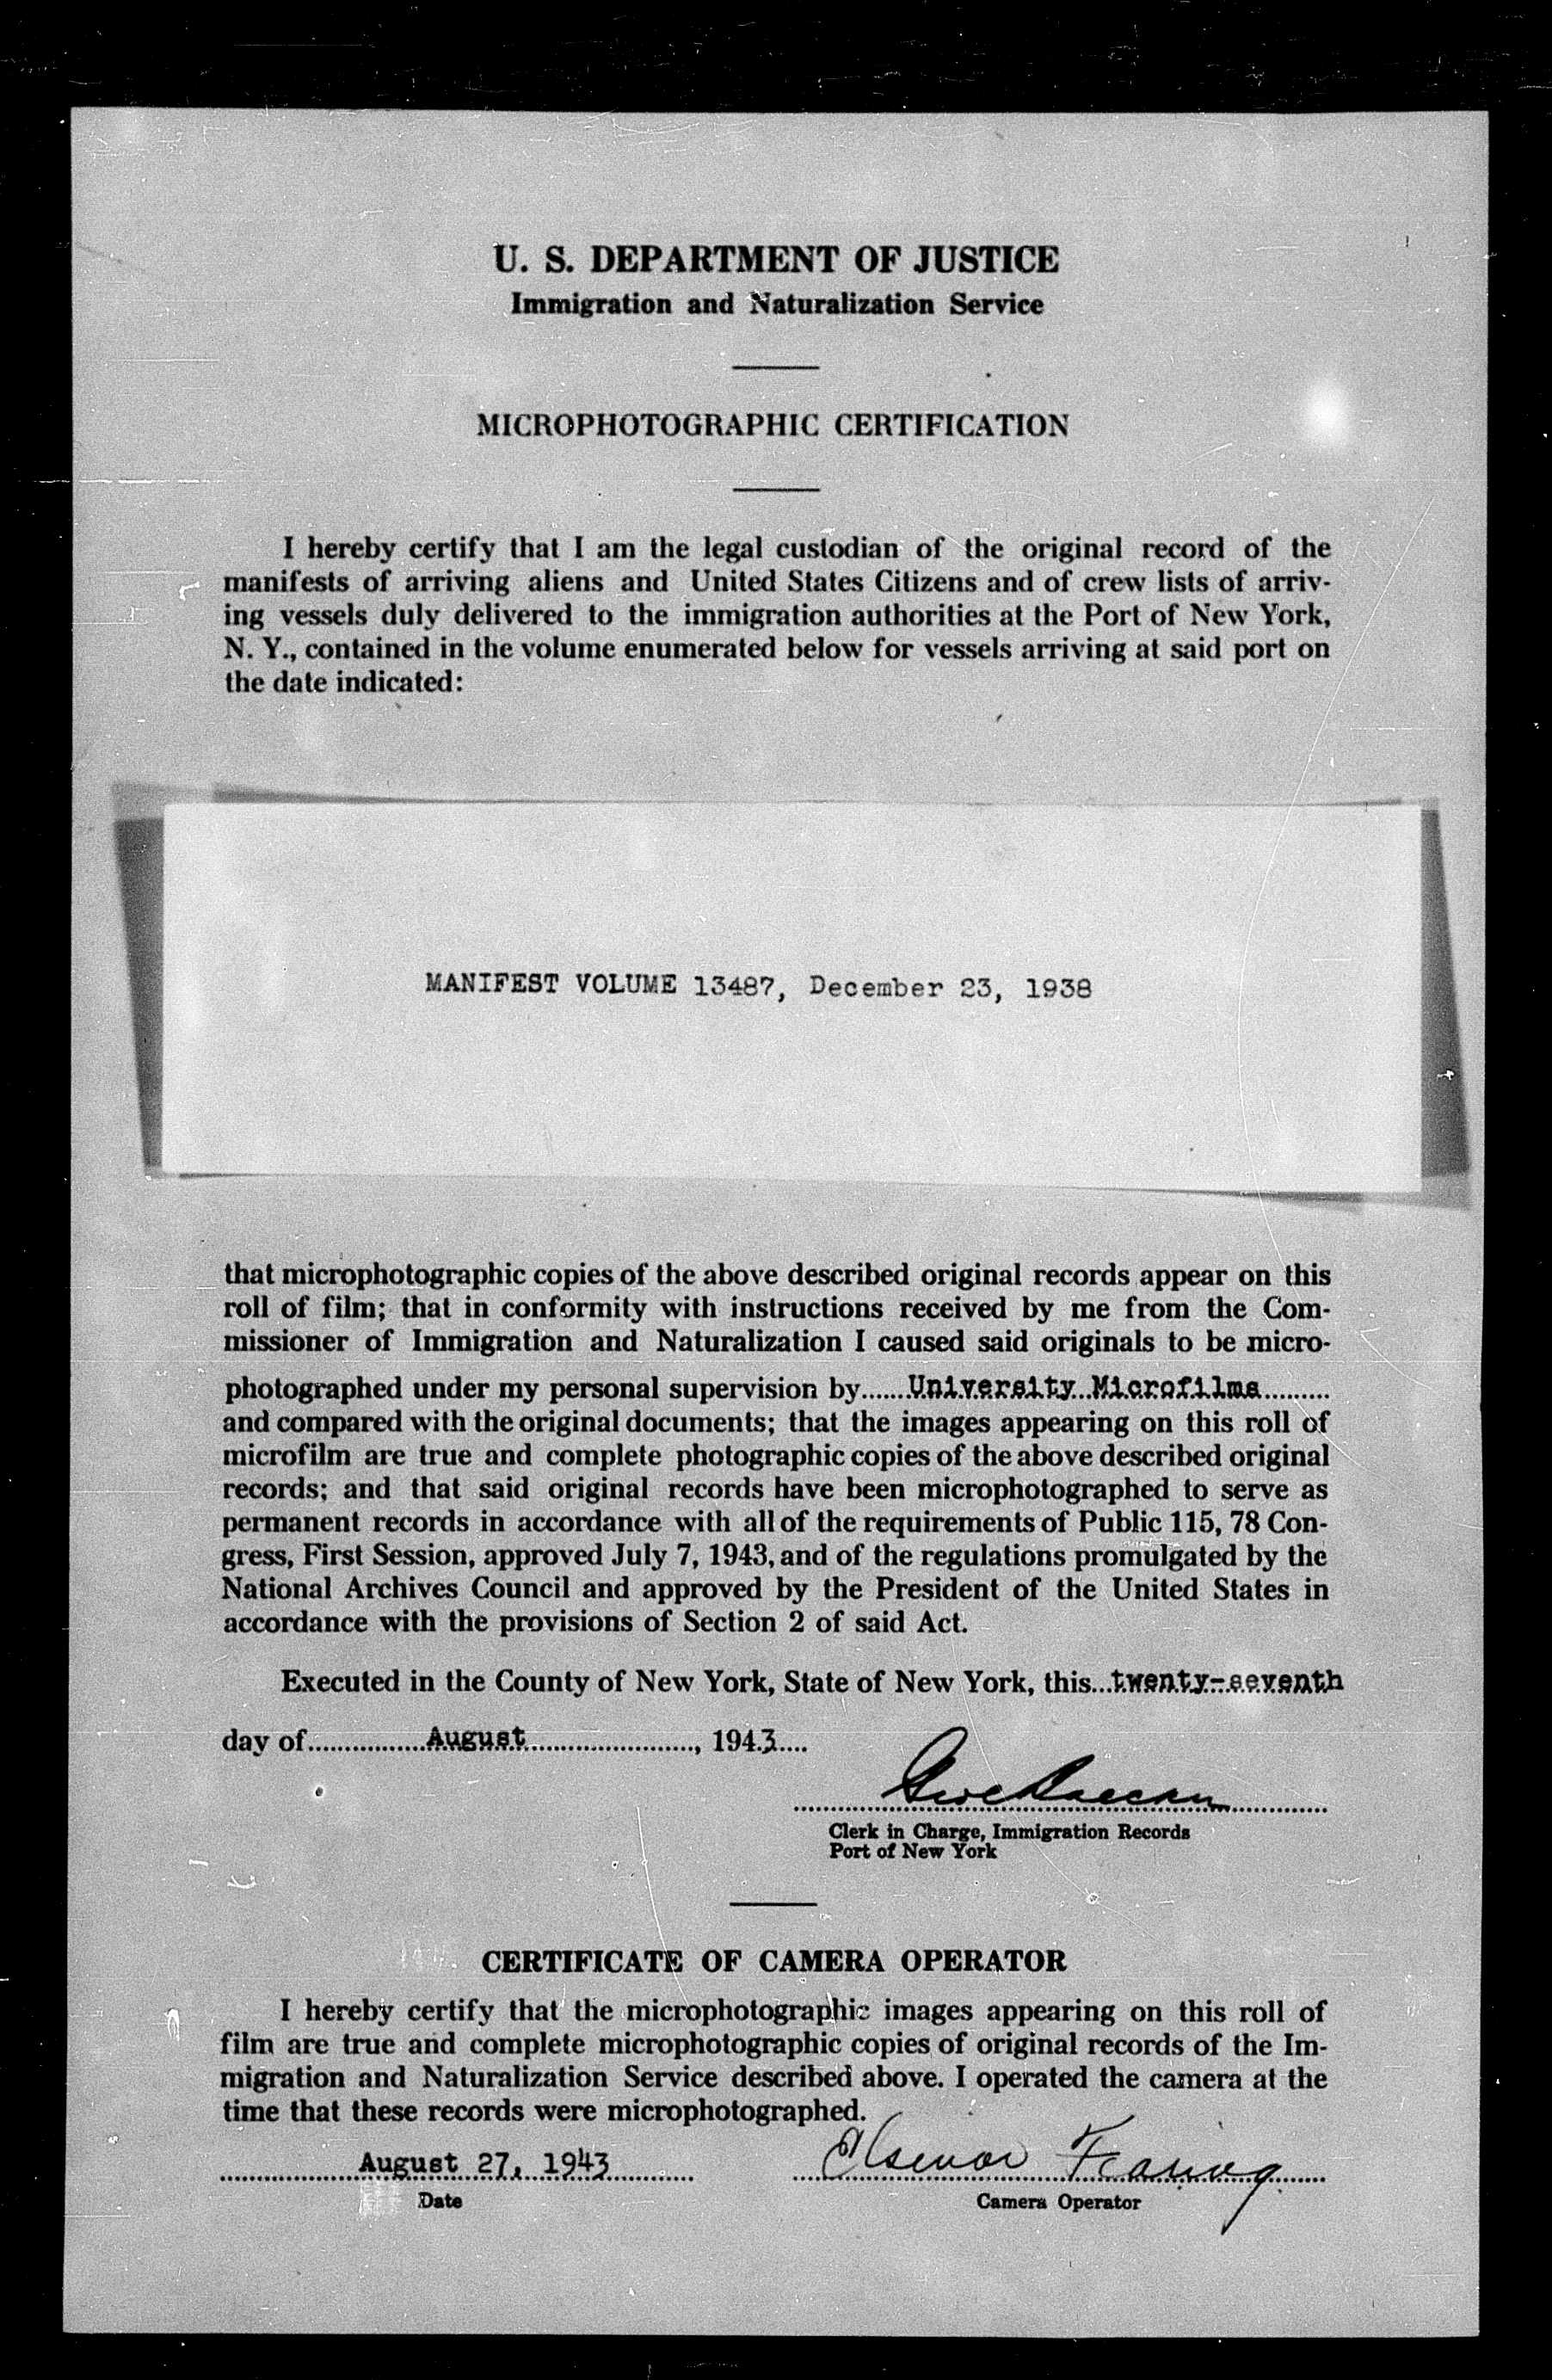 U. S. DEPARTMENT OF JUSTICE
Immigration and Naturalization Service
MICROPHOTOGRAPHIC CERTIFICATION
I hereby certify that I am the legal custodian of the original record of the
manifests of arriving aliens and United States Citizens and of crew lists of arriv-
ing vessels duly delivered to the immigration authorities at the Port of New York,
N. Y., contained in the volume enumerated below for vessels arriving at said port on
the date indicated:
MANIFEST VOLUME 13487, December 23, 1938
that microphotographic copies of the above described original records appear on this
roll of film; that in conformity with instructions received by me from the Com-
missioner of Immigration and Naturalization I caused said originals to be micro-
photographed under my personal supervision by University Microfilms
and compared with the original documents; that the images appearing on this roll of
microfilm are true and complete photographic copies of the above described original
records; and that said original records have been microphotographed to serve as
permanent records in accordance with all of the requirements of Public 115, 78 Con-
gress, First Session, approved July 7, 1943, and of the regulations promulgated by the
National Archives Council and approved by the President of the United States in
accordance with the provisions of Section 2 of said Act.
Executed in the County of New York, State of New York, this twenty-seventh
day of August, 1943
Clerk in Charge, Immigration Records
Port of New York
CERTIFICATE OF CAMERA OPERATOR
I hereby certify that the microphotographic images appearing on this roll of
film are true and complete microphotographic copies of original records of the Im-
migration and Naturalization Service described above. I operated the camera at the
time that these records were microphotographed.
August 27, 1943
Date
Camera Operator